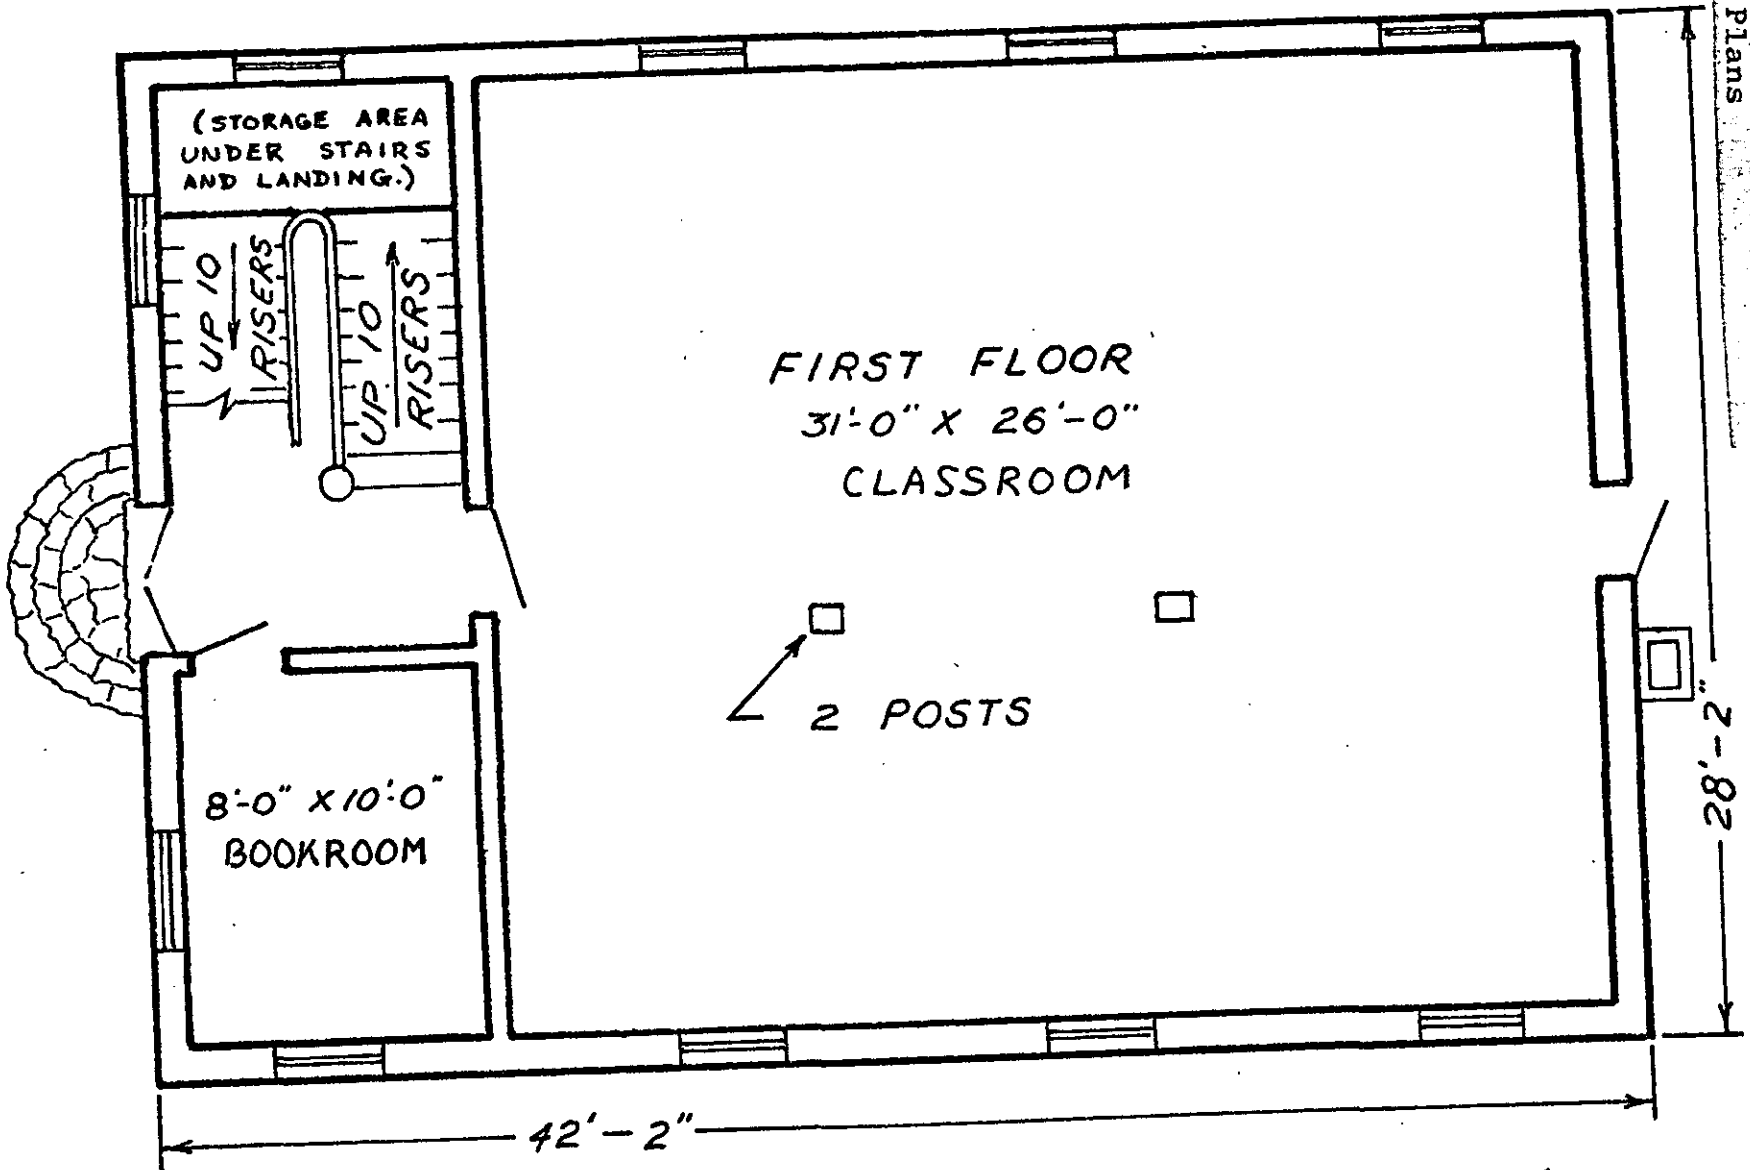 Plans
(STORAGE AREA
UNDER STAIRS
AND LANDING.)
UP 10
RISERS
UP 10
RISERS
FIRST FLOOR
31'-0" X 26'-0"
CLASSROOM
2 POSTS
8'-0" X 10'-0"
BOOKROOM
28'-2"
42'-2"